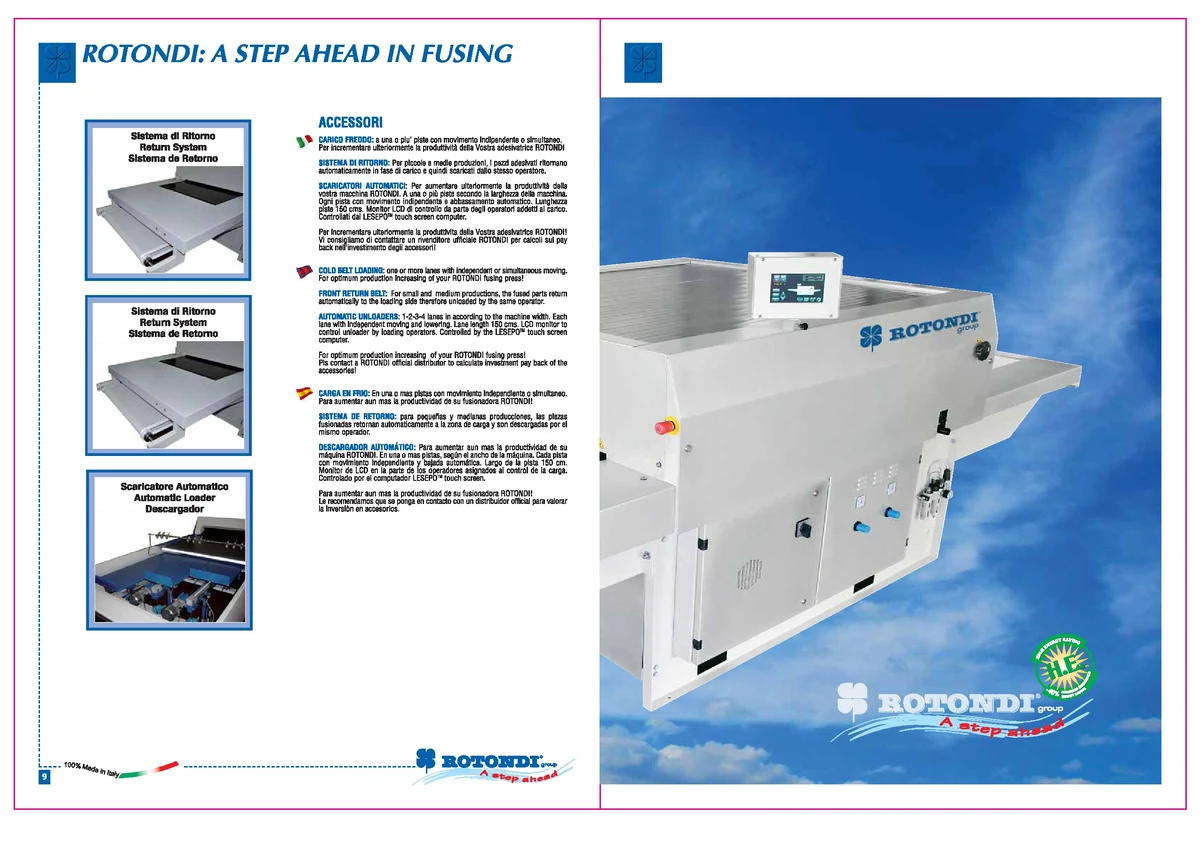 ROTONDI: A STEP AHEAD IN FUSING
Sistema di Ritorno
Return System
Sistema de Retorno
Sistema di Ritorno
Return System
Sistema de Retorno
Scaricatore Automatico
Automatic Loader
Descargador
ACCESSORI
CARICO FREDDO: a una o piu' piste con movimento indipendente o simultaneo.
Per incrementare ulteriormente la produttività della Vostra adesivatrice ROTONDI
SISTEMA DI RITORNO: Per piccole e medie produzioni, i pezzi adesivati ritornano
automaticamente in fase di carico e quindi scaricati dallo stesso operatore.
SCARICATORI AUTOMATICI: Per aumentare ulteriormente la produttività della
vostra macchina ROTONDI. A una o più piste secondo la larghezza della macchina.
Ogni pista con movimento indipendente e abbassamento automatico. Lunghezza
piste 150 cms. Monitor LCD di controllo da parte degli operatori addetti al carico.
Controllati dal LESEPO™ touch screen computer.
Per incrementare ulteriormente la produttivita della Vostra adesivatrice ROTONDI!
Vi consigliamo di contattare un rivenditore ufficiale ROTONDI per calcoli sul pay
back nell'investimento degli accessori!
COLD BELT LOADING: one or more lanes with independent or simultaneous moving.
For optimum production increasing of your ROTONDI fusing press!
FRONT RETURN BELT: For small and medium productions, the fused parts return
automatically to the loading side therefore unloaded by the same operator.
AUTOMATIC UNLOADERS: 1-2-3-4 lanes in according to the machine width. Each
lane with independent moving and lowering. Lane length 150 cms. LCD monitor to
control unloader by loading operators. Controlled by the LESEPO™ touch screen
computer.
For optimum production increasing of your ROTONDI fusing press!
Pls contact a ROTONDI official distributor to calculate investment pay back of the
accessories!
CARGA EN FRIO: En una o mas pistas con movimiento independiente o simultaneo.
Para aumentar aun mas la productividad de su fusionadora ROTONDI!
SISTEMA DE RETORNO: para pequeñas y medianas producciones, las piezas
fusionadas retornan automaticamente a la zona de carga y son descargadas por el
mismo operador.
DESCARGADOR AUTOMÁTICO: Para aumentar aun mas la productividad de su
máquina ROTONDI. En una o mas pistas, según el ancho de la máquina. Cada pista
con movimiento independiente y bajada automática. Largo de la pista 150 cm.
Monitor de LCD en la parte de los operadores asignados al control de la carga.
Controlado por el computador LESEPO™ touch screen.
Para aumentar aun mas la productividad de su fusionadora ROTONDI!
Le recomendamos que se ponga en contacto con un distribuidor official para valorar
la inversiòn en accesorios.
9
100% Made in Italy
ROTONDI group
A step ahead
ROTONDI group
HIGH ENERGY SAVING
H.E.
ROTONDI group
A step ahead